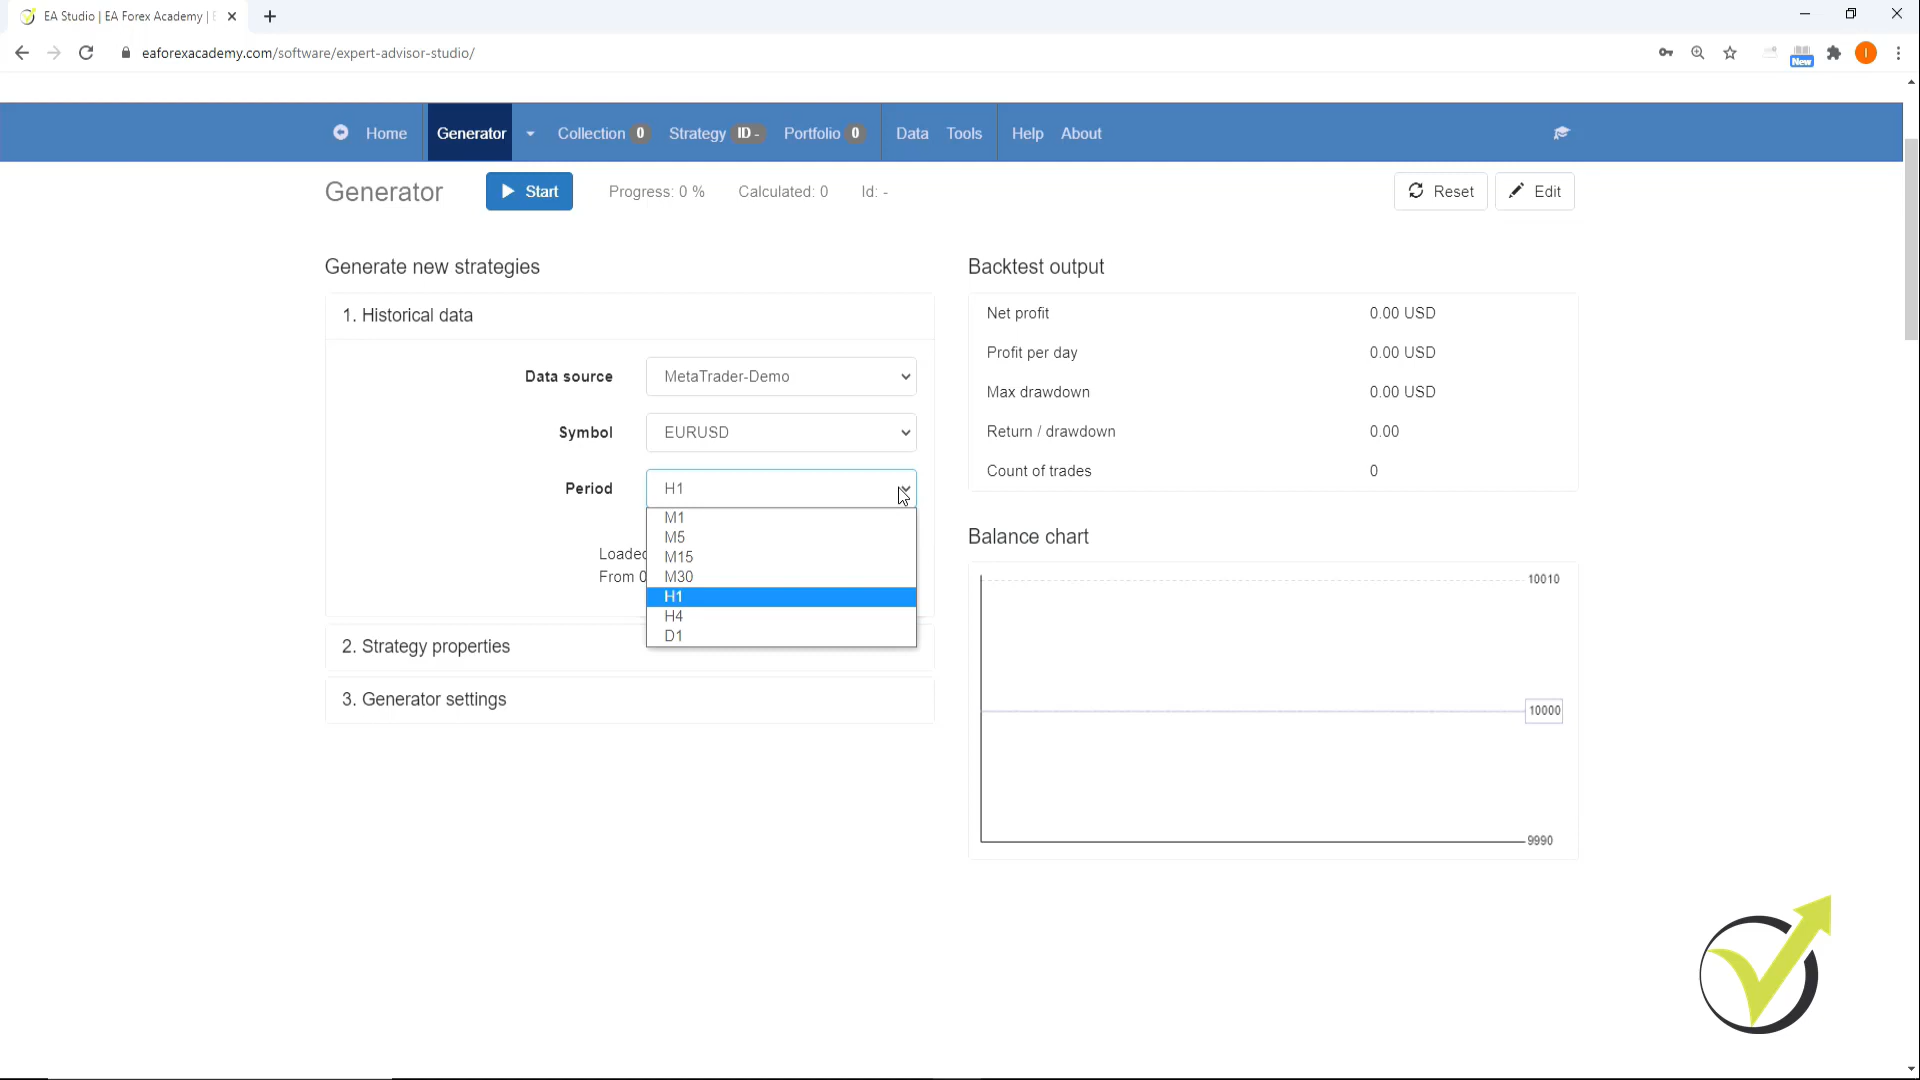 EA Studio | EA Forex Academy |
eaforexacademy.com/software/expert-advisor-studio/
New
I
Home
Generator
Collection 0
Strategy ID -
Portfolio 0
Data
Tools
Help
About
Generator
Start
Progress: 0 %
Calculated: 0
Id: -
Reset
Edit
Generate new strategies
1. Historical data
Data source
MetaTrader-Demo
Symbol
EURUSD
Period
H1
M1
M5
M15
M30
H1
H4
D1
Loaded
From 0
2. Strategy properties
3. Generator settings
Backtest output
Net profit 0.00 USD
Profit per day 0.00 USD
Max drawdown 0.00 USD
Return / drawdown 0.00
Count of trades 0
Balance chart
10010
10000
9990